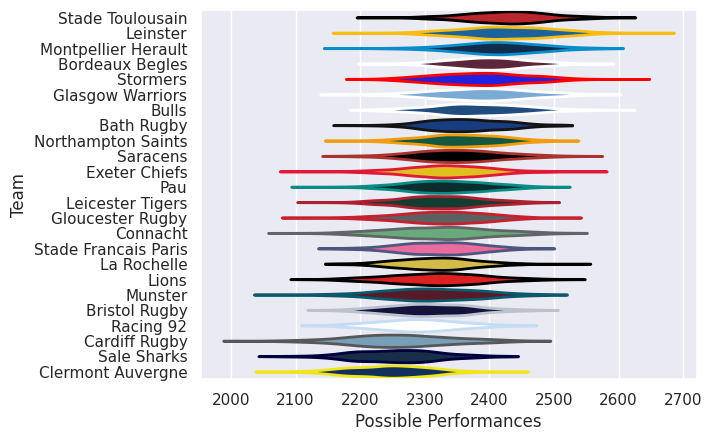 Stade Toulousain
Leinster
Montpellier Herault
Bordeaux Begles
Stormers
Glasgow Warriors
Bulls
Bath Rugby
Northampton Saints
Saracens
Exeter Chiefs
Pau
Leicester Tigers
Gloucester Rugby
Connacht
Stade Francais Paris
La Rochelle
Lions
Munster
Bristol Rugby
Racing 92
Cardiff Rugby
Sale Sharks
Clermont Auvergne
Team
2000 2100 2200 2300 2400 2500 2600 2700
Possible Performances